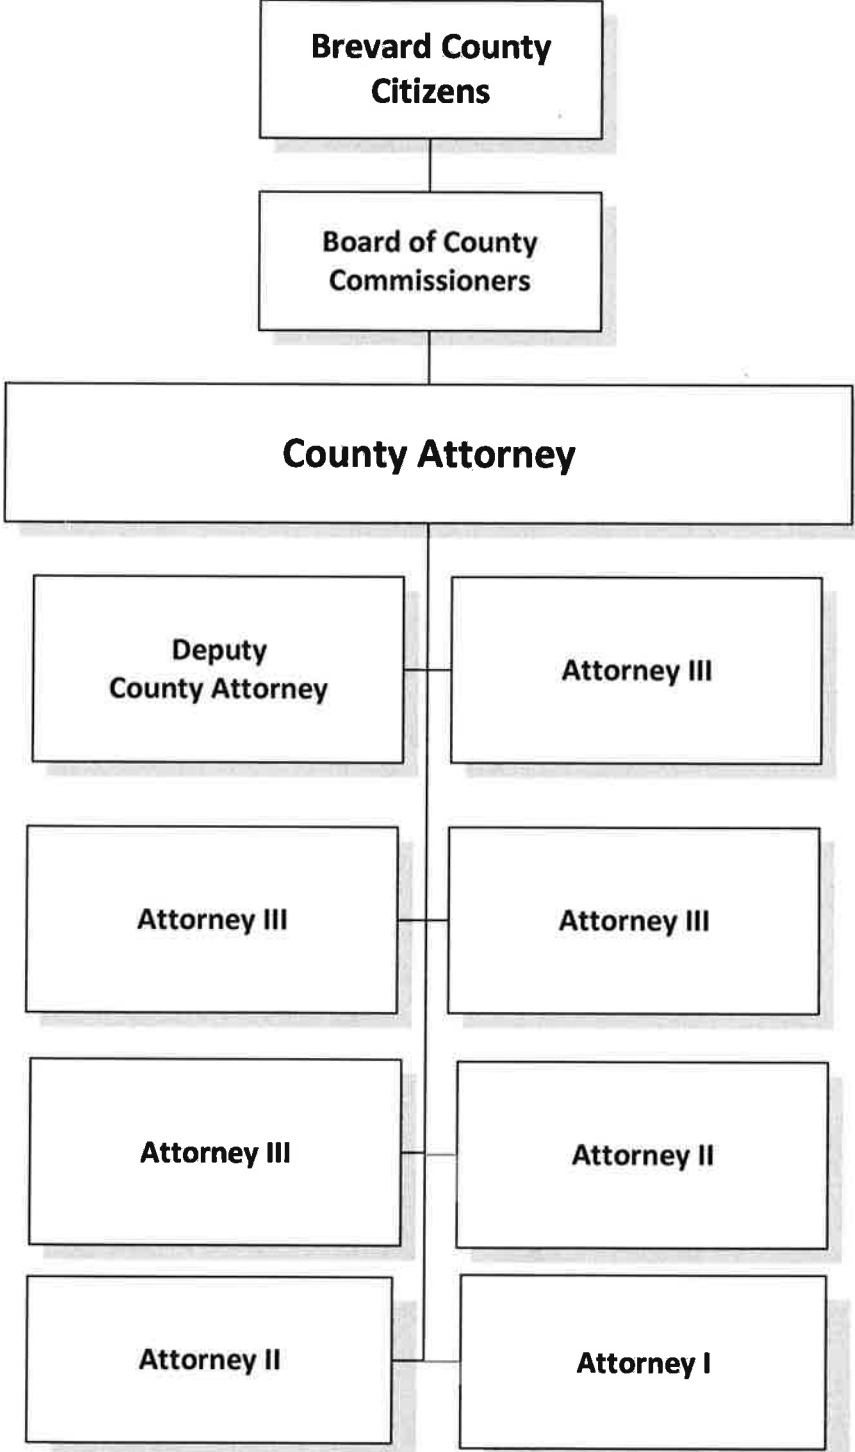 Brevard County
Citizens
Board of County
Commissioners
County Attorney
Deputy
County Attorney
Attorney III
Attorney III
Attorney III
Attorney III
Attorney II
Attorney II
Attorney I